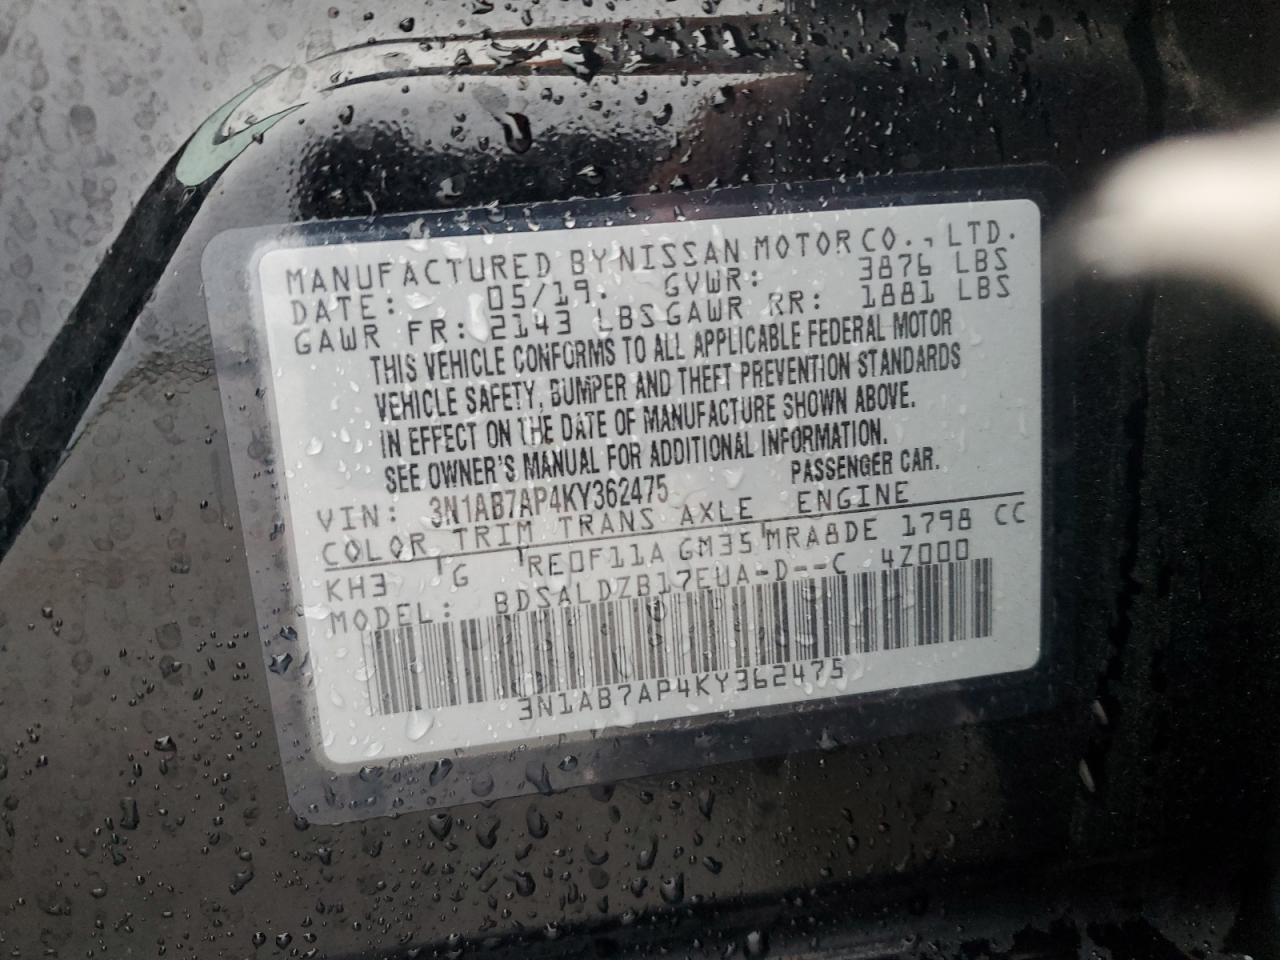 MANUFACTURED BY NISSAN MOTOR CO., LTD.
DATE: 05/19. GVWR: 3876 LBS
GAWR FR: 2143 LBS GAWR RR: 1881 LBS
THIS VEHICLE CONFORMS TO ALL APPLICABLE FEDERAL MOTOR
VEHICLE SAFETY, BUMPER AND THEFT PREVENTION STANDARDS
IN EFFECT ON THE DATE OF MANUFACTURE SHOWN ABOVE.
SEE OWNER'S MANUAL FOR ADDITIONAL INFORMATION.
PASSENGER CAR.
VIN: 3N1AB7AP4KY362475
COLOR TRIM TRANS AXLE ENGINE
KH3 G RE0F11A GM35 MRA8DE 1798 CC
MODEL: BDSALDZB17EUA-D--C 4Z000
3N1AB7AP4KY362475